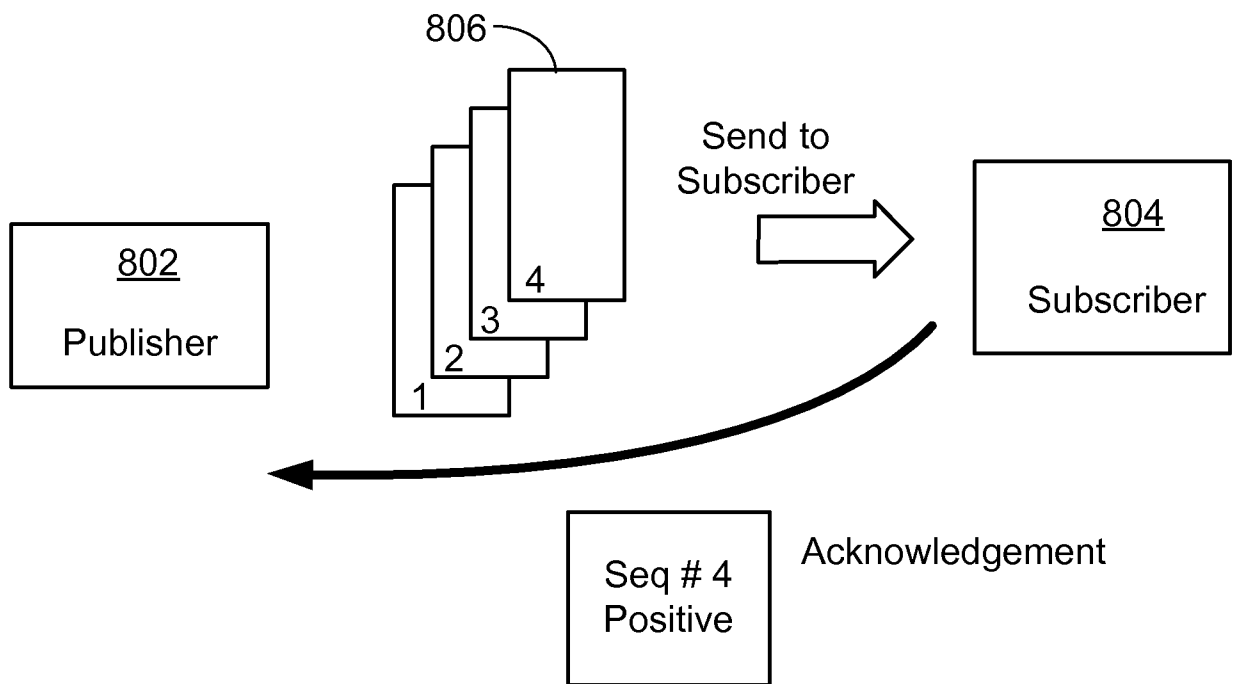 806
Send to
Subscriber
802
Publisher
4
3
2
1
804
Subscriber
Seq # 4
Positive
Acknowledgement